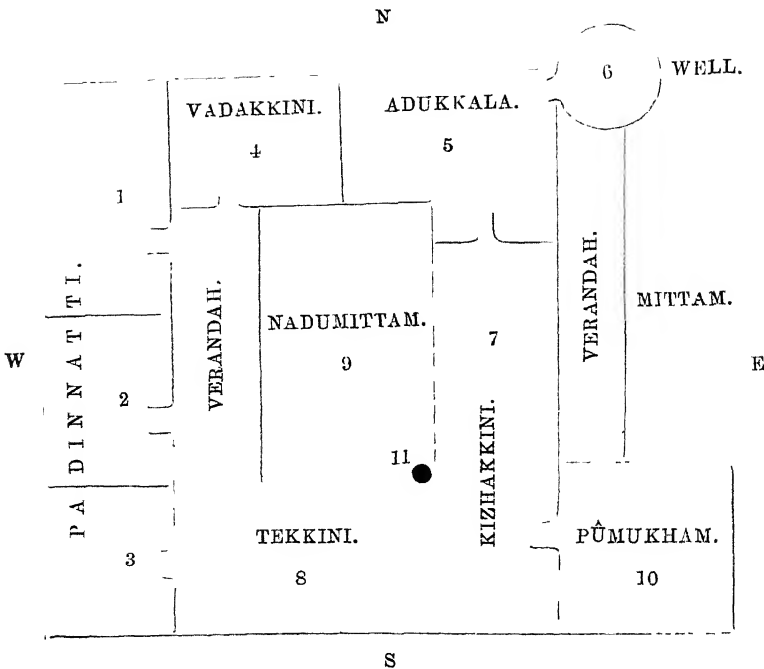 N
6 WELL.
VADAKKINI. ADUKKALA.
4 5
1
PADINNATTI.
VERANDAH.
NADUMITTAM.
9
7
KIZHAKKINI.
VERANDAH.
MITTAM.
W
E
2
11
TEKKINI.
8
3
PÛMUKHAM.
10
S